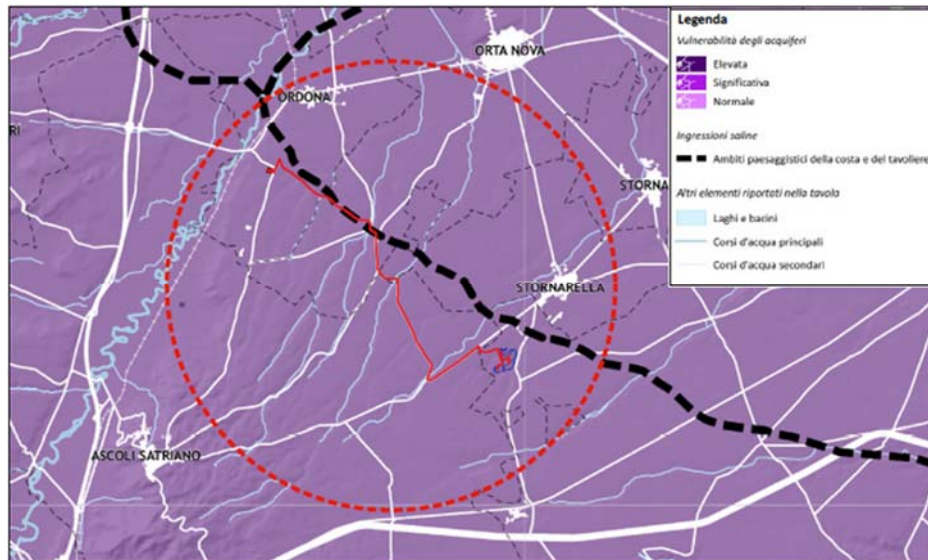 ORTA NOVA
ORDONA
RI
STORNA
STORNARELLA
ASCOLI SATRIANO
Legenda
Vulnerabilità degli acquiferi
Elevata
Significativa
Normale
Ingressioni saline
Ambiti paesaggistici della costa e del tavoliere
Altri elementi riportati nella tavola
Laghi e bacini
Corsi d'acqua principali
Corsi d'acqua secondari